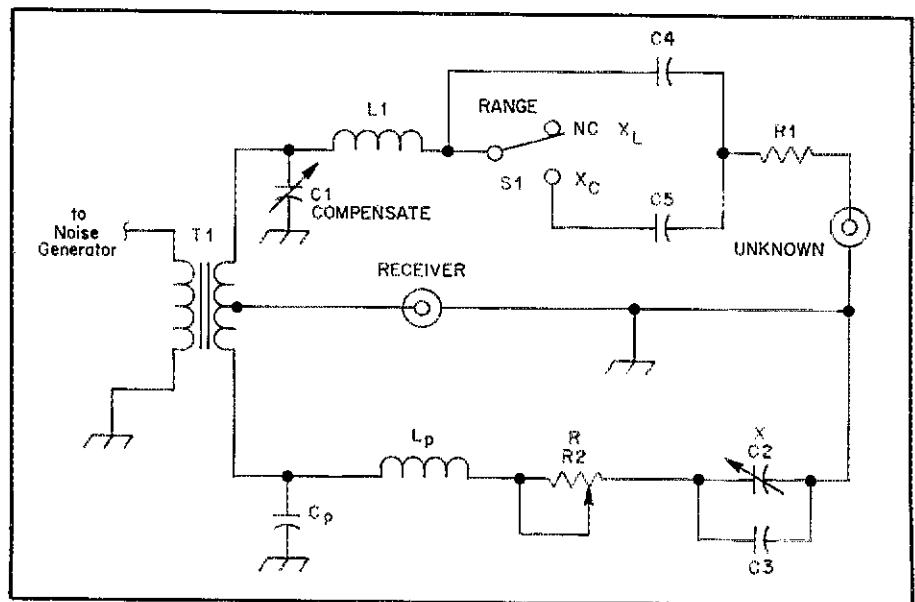 C4
L1
RANGE
NC X_L
R1
S1
X_C
C1
COMPENSATE
C5
to
Noise
Generator
T1
RECEIVER
UNKNOWN
L_p
R
R2
X
C2
C_p
C3